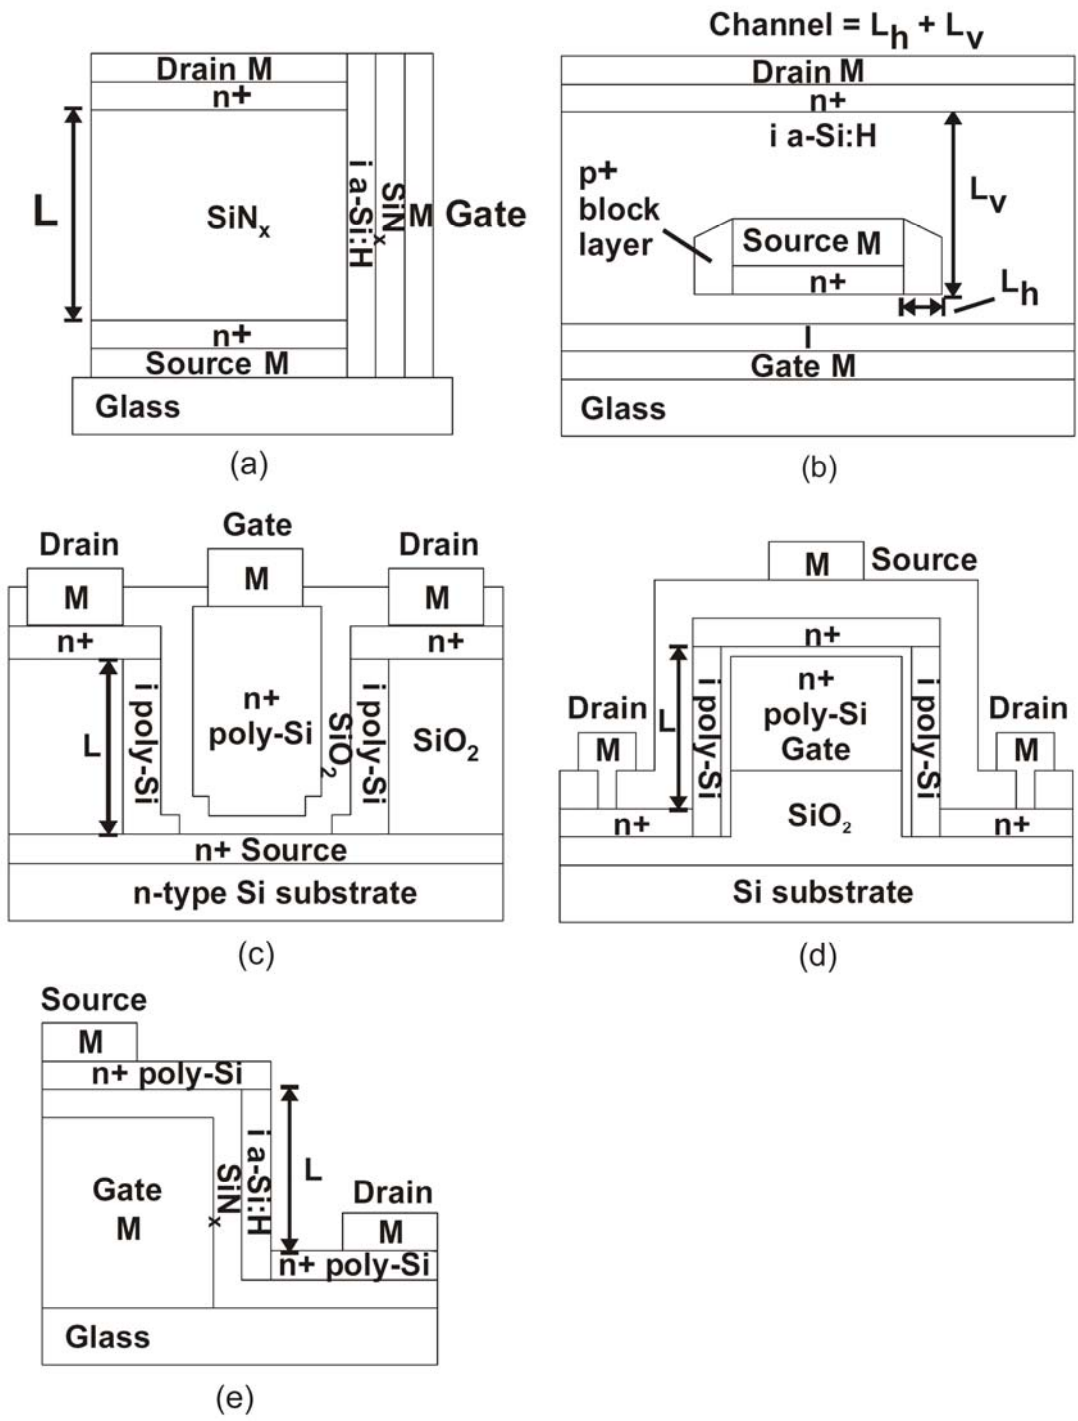 Drain M
n+
L
SiNx
i a-Si:H
SiNx
M
Gate
n+
Source M
Glass
(a)
Channel = Lh + Lv
Drain M
n+
i a-Si:H
p+
block
layer
Lv
Source M
n+
Lh
I
Gate M
Glass
(b)
Gate
Drain
Drain
M
M
M
n+
n+
L
i poly-Si
n+
poly-Si
SiO2
i poly-Si
SiO2
n+ Source
n-type Si substrate
(c)
M
Source
n+
Drain
L
i poly-Si
n+
poly-Si
Gate
i poly-Si
Drain
M
M
n+
SiO2
n+
Si substrate
(d)
Source
M
n+ poly-Si
Gate
M
SiNx
i a-Si:H
L
Drain
M
n+ poly-Si
Glass
(e)